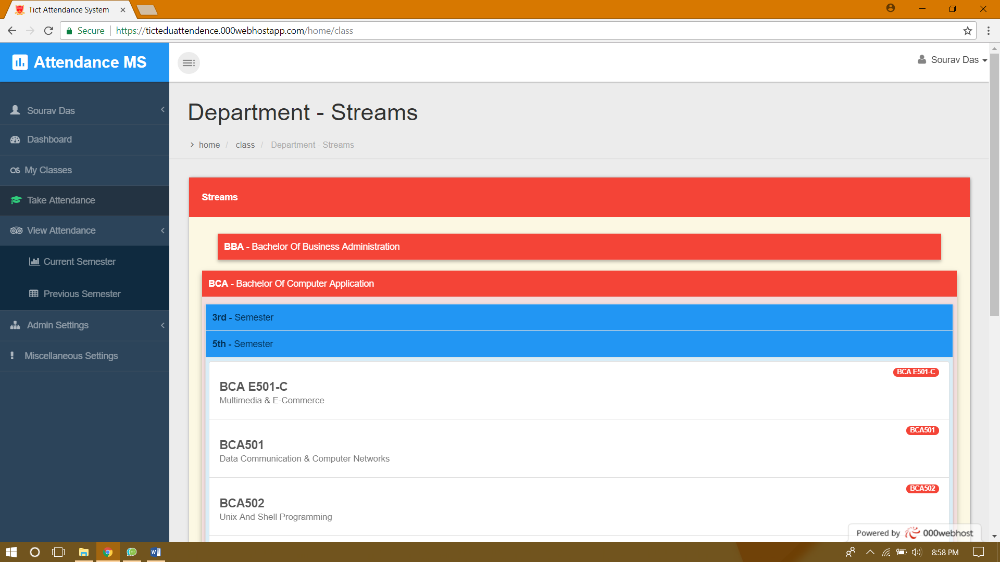 Tict Attendance System
Secure
https://ticteduattendence.000webhostapp.com/home/class
Attendance MS
Sourav Das
Sourav Das
Dashboard
My Classes
Take Attendance
View Attendance
Current Semester
Previous Semester
Admin Settings
Miscellaneous Settings
Department - Streams
home / class / Department - Streams
Streams
BBA - Bachelor Of Business Administration
BCA - Bachelor Of Computer Application
3rd - Semester
5th - Semester
BCA E501-C
BCA E501-C
Multimedia & E-Commerce
BCA501
BCA501
Data Communication & Computer Networks
BCA502
BCA502
Unix And Shell Programming
Powered by 000webhost
8:58 PM